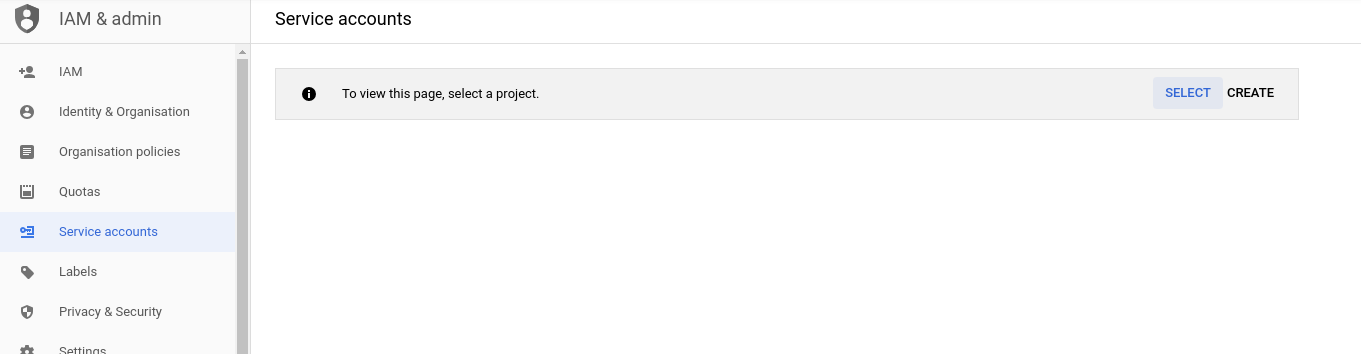 IAM & admin
Service accounts
IAM
Identity & Organisation
Organisation policies
Quotas
Service accounts
Labels
Privacy & Security
Settings
To view this page, select a project.
SELECT CREATE